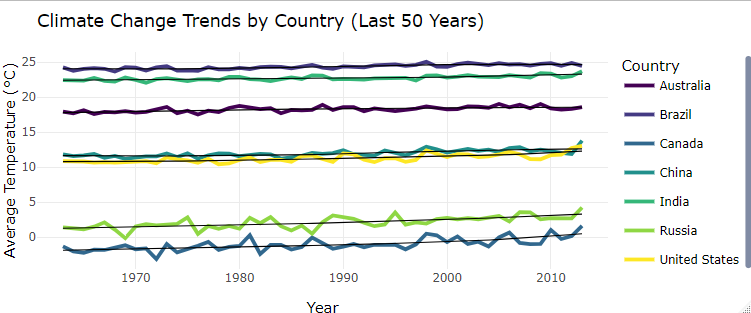 Climate Change Trends by Country (Last 50 Years)
25
20
15
10
5
0
Average Temperature (°C)
1970
1980
1990
2000
2010
Year
Country
Australia
Brazil
Canada
China
India
Russia
United States